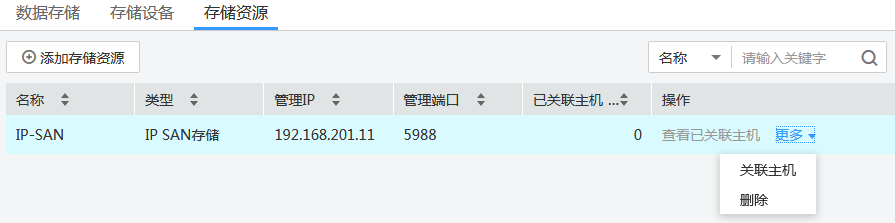 数据存储 存储设备 存储资源
添加存储资源 名称 请输入关键字
名称 类型 管理IP 管理端口 已关联主机 ... 操作
IP-SAN IP SAN存储 192.168.201.11 5988 0 查看已关联主机 更多
关联主机
删除